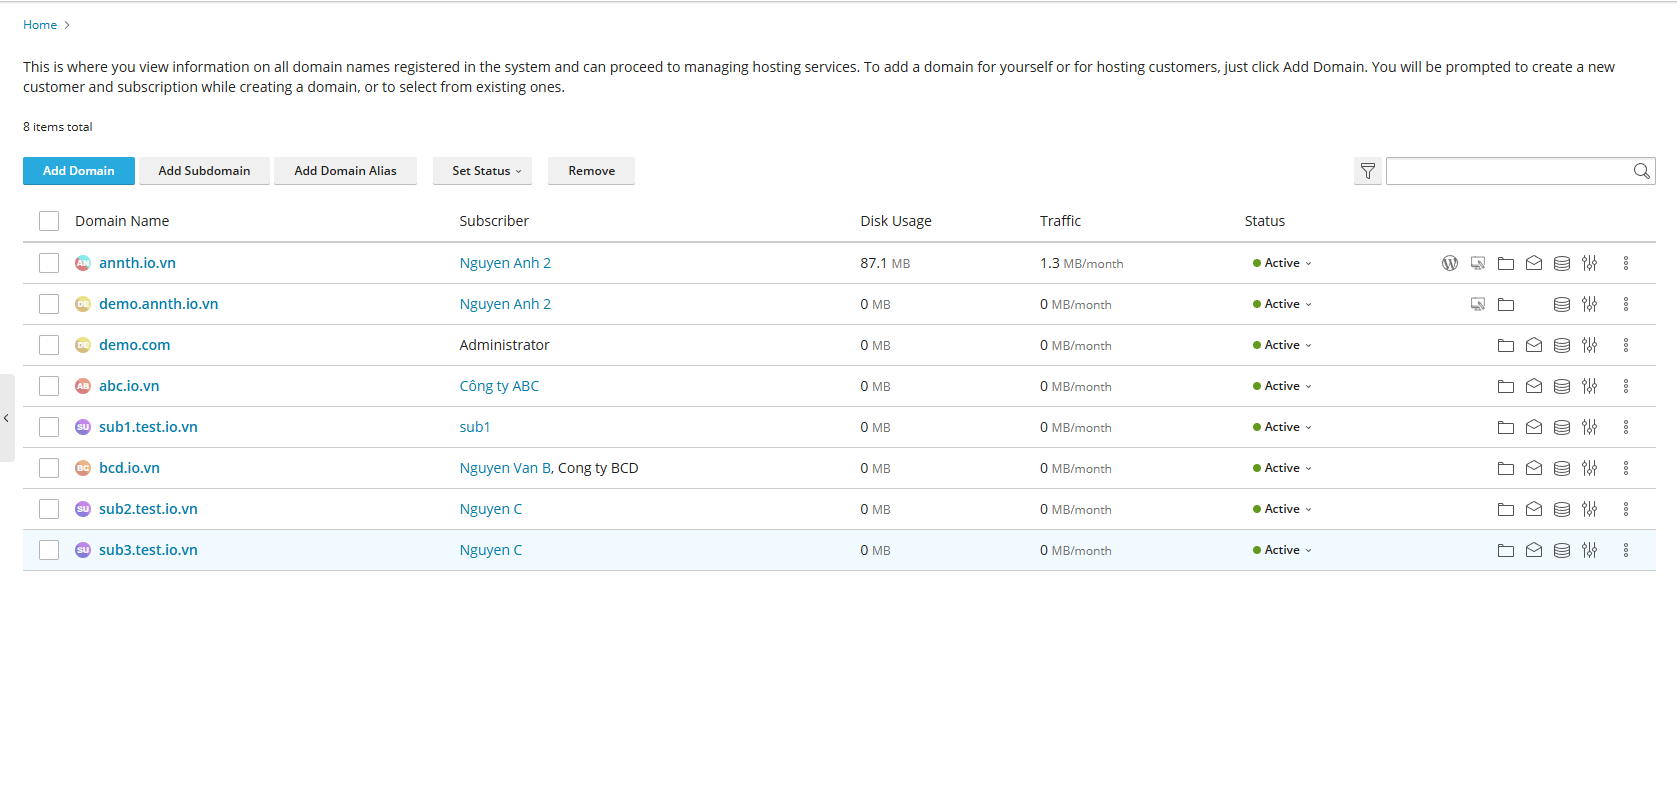 Home >
This is where you view information on all domain names registered in the system and can proceed to managing hosting services. To add a domain for yourself or for hosting customers, just click Add Domain. You will be prompted to create a new
customer and subscription while creating a domain, or to select from existing ones.
8 items total
Add Domain Add Subdomain Add Domain Alias Set Status Remove
Domain Name Subscriber Disk Usage Traffic Status
AN annth.io.vn Nguyen Anh 2 87.1 MB 1.3 MB/month Active
DE demo.annth.io.vn Nguyen Anh 2 0 MB 0 MB/month Active
DE demo.com Administrator 0 MB 0 MB/month Active
AB abc.io.vn Công ty ABC 0 MB 0 MB/month Active
SU sub1.test.io.vn sub1 0 MB 0 MB/month Active
BC bcd.io.vn Nguyen Van B, Cong ty BCD 0 MB 0 MB/month Active
SU sub2.test.io.vn Nguyen C 0 MB 0 MB/month Active
SU sub3.test.io.vn Nguyen C 0 MB 0 MB/month Active